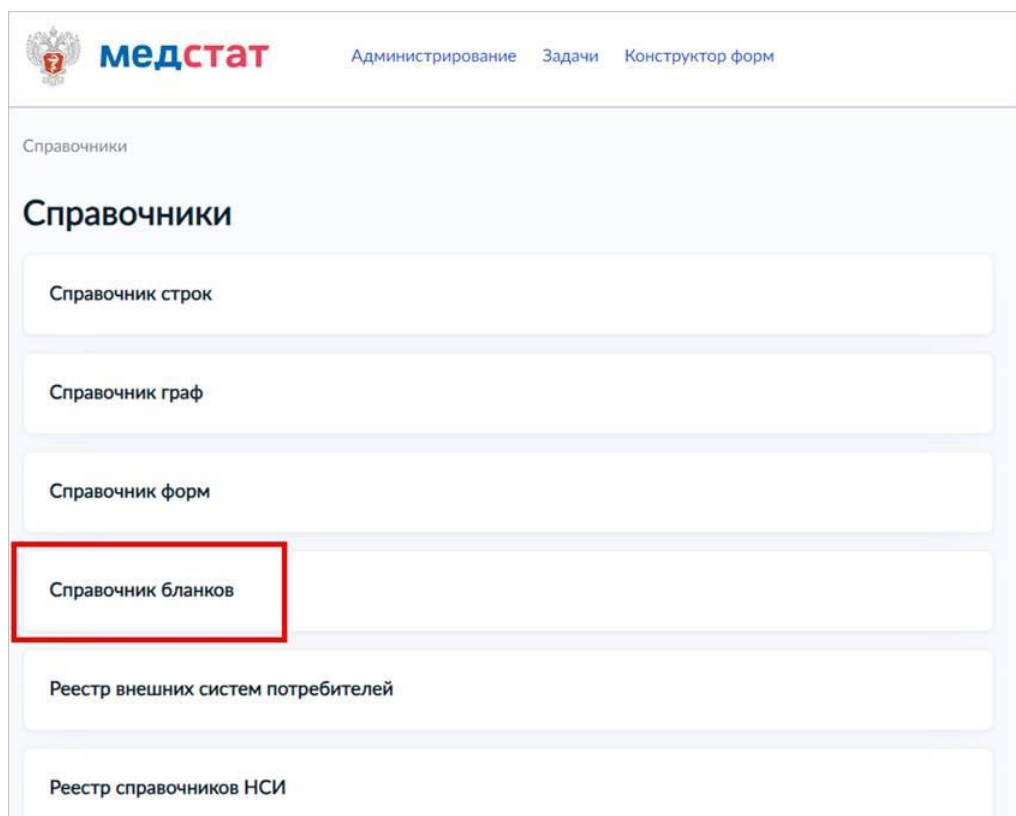 медстат Администрирование Задачи Конструктор форм
Справочники
Справочники
Справочник строк
Справочник граф
Справочник форм
Справочник бланков
Реестр внешних систем потребителей
Реестр справочников НСИ